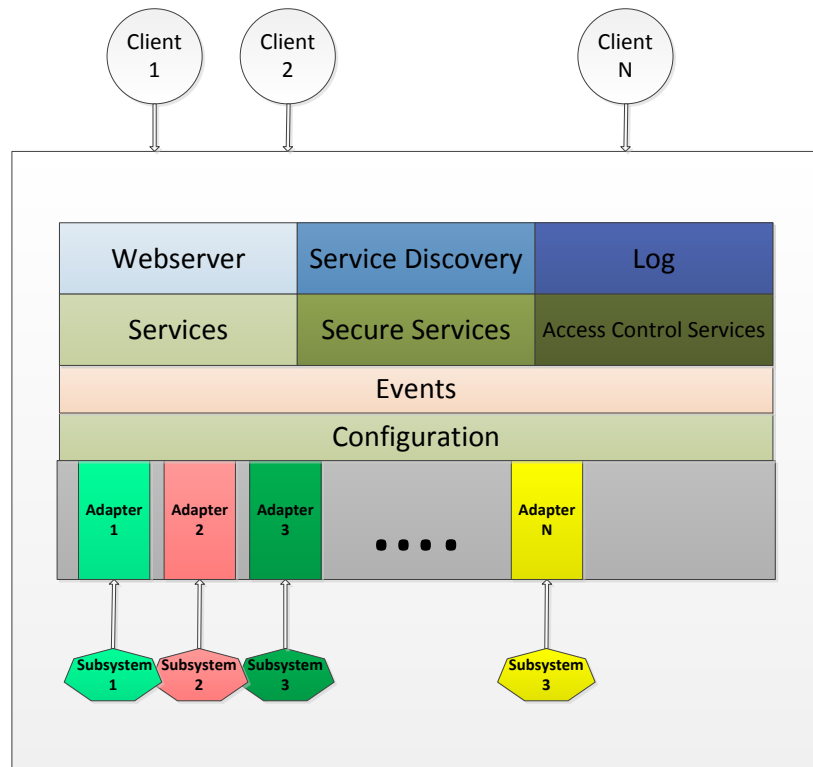 Client
1
Client
2
Client
N
Webserver
Service Discovery
Log
Services
Secure Services
Access Control Services
Events
Configuration
Adapter
1
Adapter
2
Adapter
3
....
Adapter
N
Subsystem
1
Subsystem
2
Subsystem
3
Subsystem
3